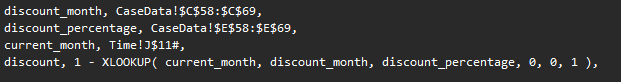 discount_month, CaseData!$C$58:$C$69,
discount_percentage, CaseData!$E$58:$E$69,
current_month, Time!J$11#,
discount, 1 - XLOOKUP( current_month, discount_month, discount_percentage, 0, 0, 1 ),